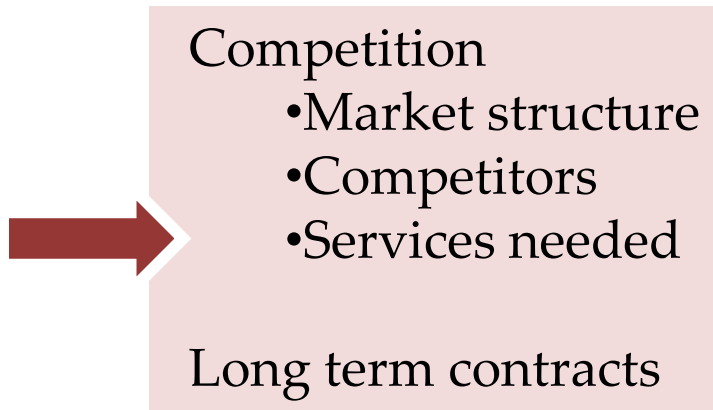 Competition
•Market structure
•Competitors
•Services needed
Long term contracts